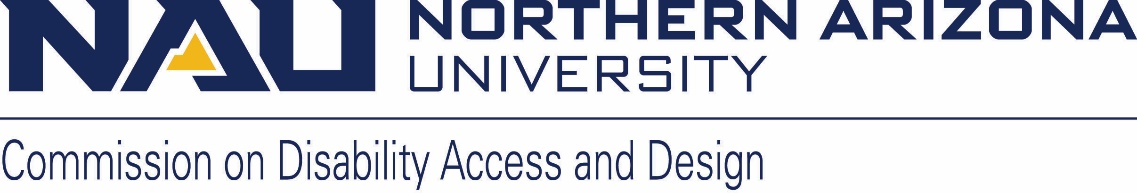 NAU NORTHERN ARIZONA
UNIVERSITY
Commission on Disability Access and Design